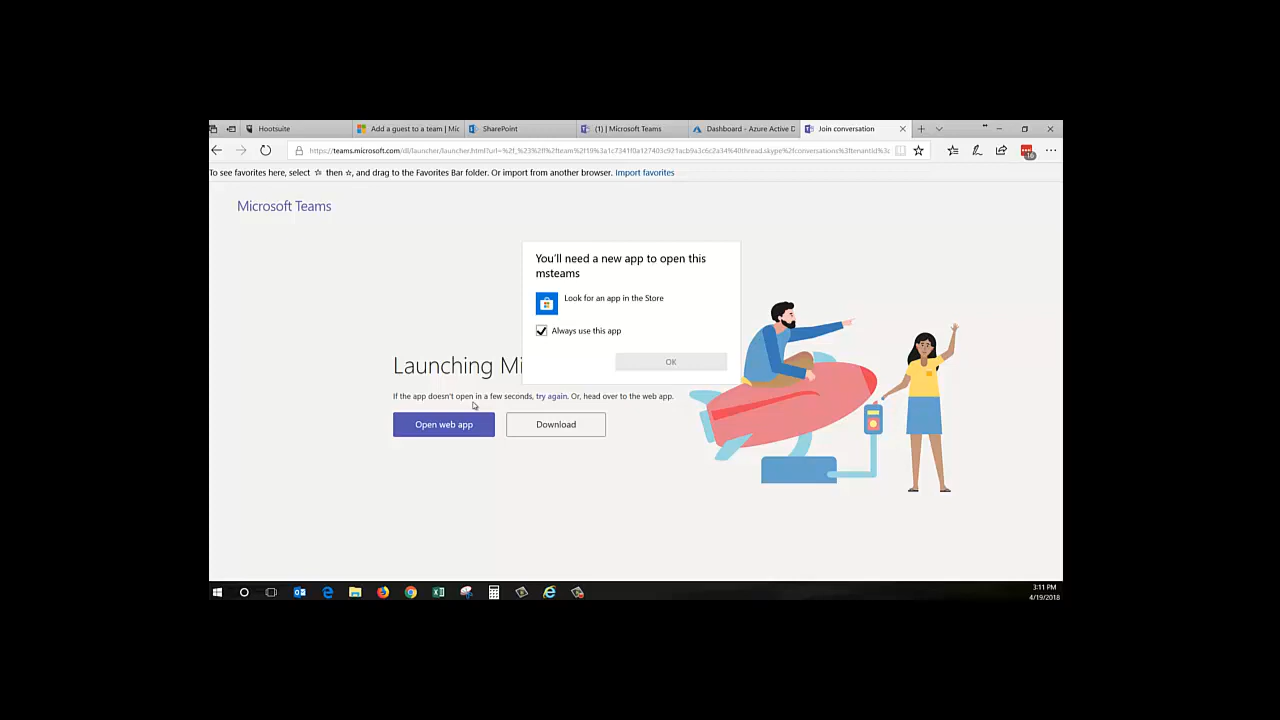 Hootsuite
Add a guest to a team | Mic
SharePoint
(1) | Microsoft Teams
Dashboard - Azure Active D
Join conversation
To see favorites here, select ☆ then ☆, and drag to the Favorites Bar folder. Or import from another browser. Import favorites
16
Microsoft Teams
You'll need a new app to open this
msteams
Look for an app in the Store
Always use this app
OK
Launching Mi
If the app doesn't open in a few seconds, try again. Or, head over to the web app.
Open web app
Download
3:11 PM
4/19/2018